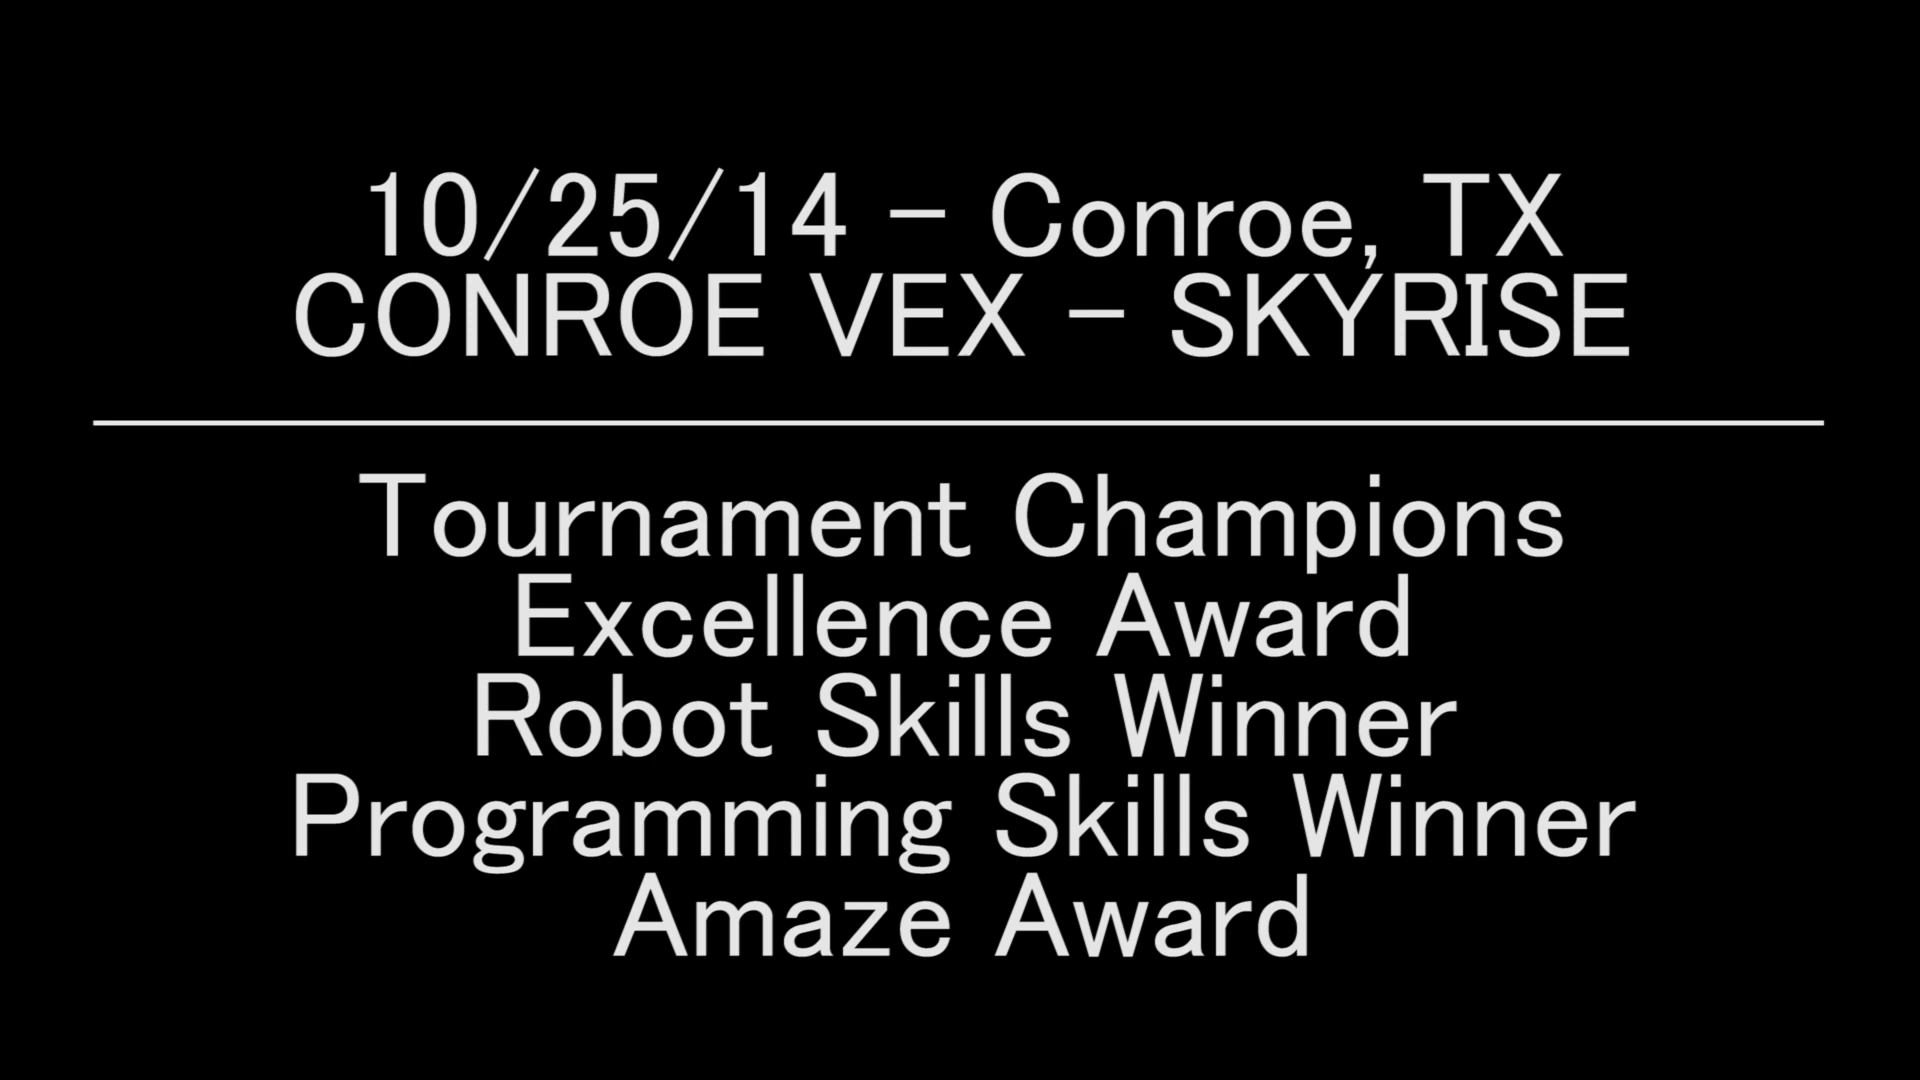 10/25/14 - Conroe, TX
CONROE VEX - SKYRISE
Tournament Champions
Excellence Award
Robot Skills Winner
Programming Skills Winner
Amaze Award